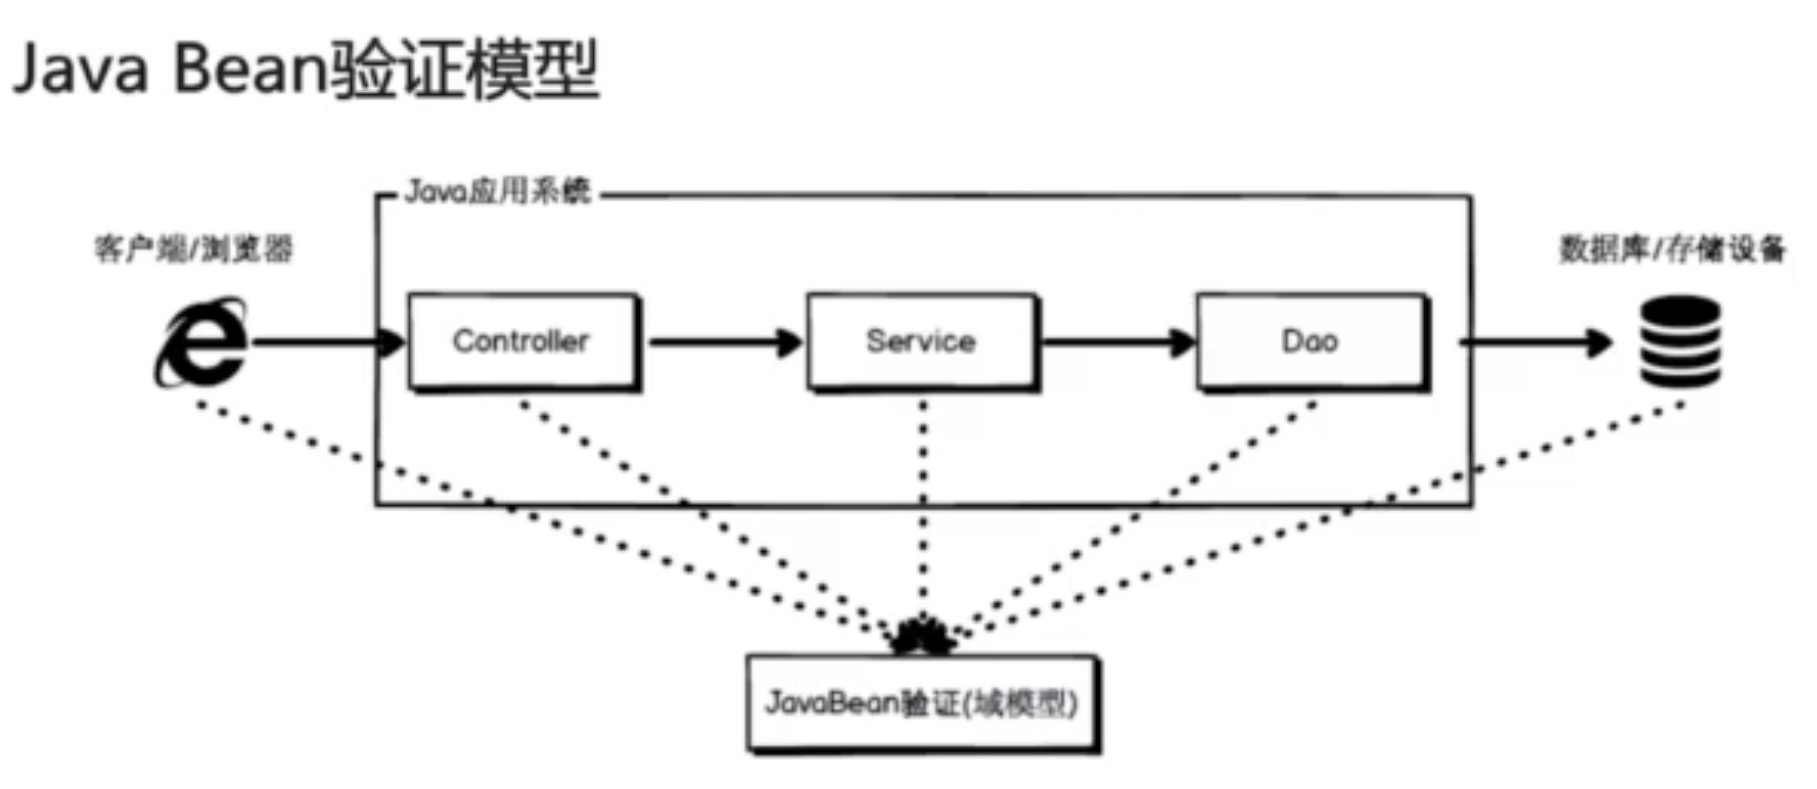 Java Bean验证模型
Java应用系统
客户端/浏览器
数据库/存储设备
Controller
Service
Dao
JavaBean验证(域模型)